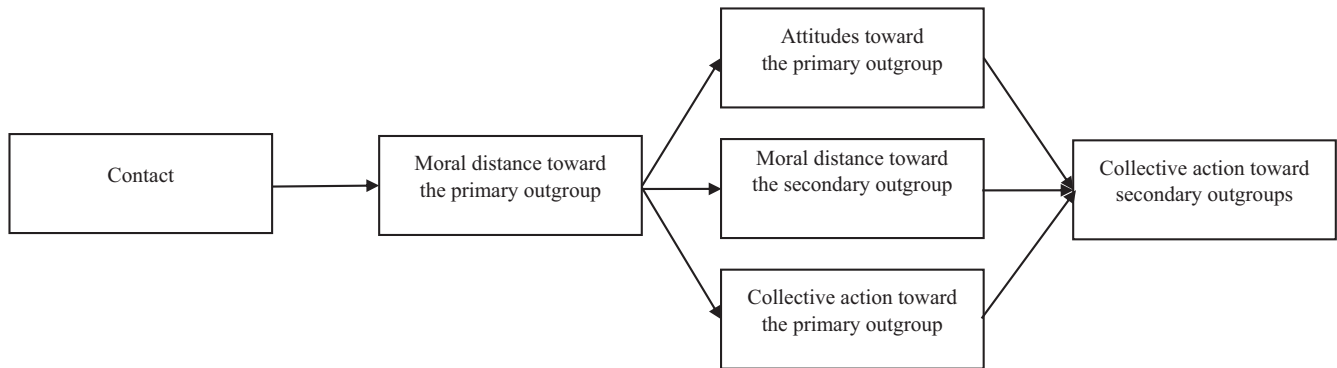 Contact
Moral distance toward
the primary outgroup
Attitudes toward
the primary outgroup
Moral distance toward
the secondary outgroup
Collective action toward
the primary outgroup
Collective action toward
secondary outgroups